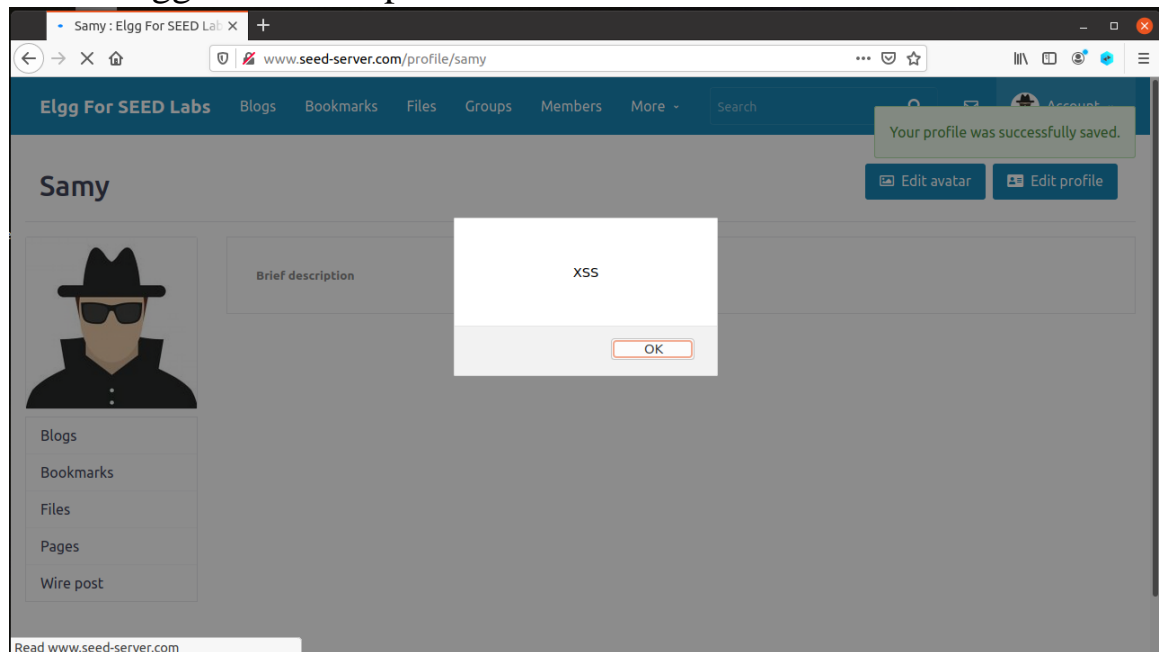 Samy : Elgg For SEED Lab
www.seed-server.com/profile/samy
Elgg For SEED Labs Blogs Bookmarks Files Groups Members More Search Account
Your profile was successfully saved.
Samy
Edit avatar Edit profile
Brief description
XSS
OK
Blogs
Bookmarks
Files
Pages
Wire post
Read www.seed-server.com